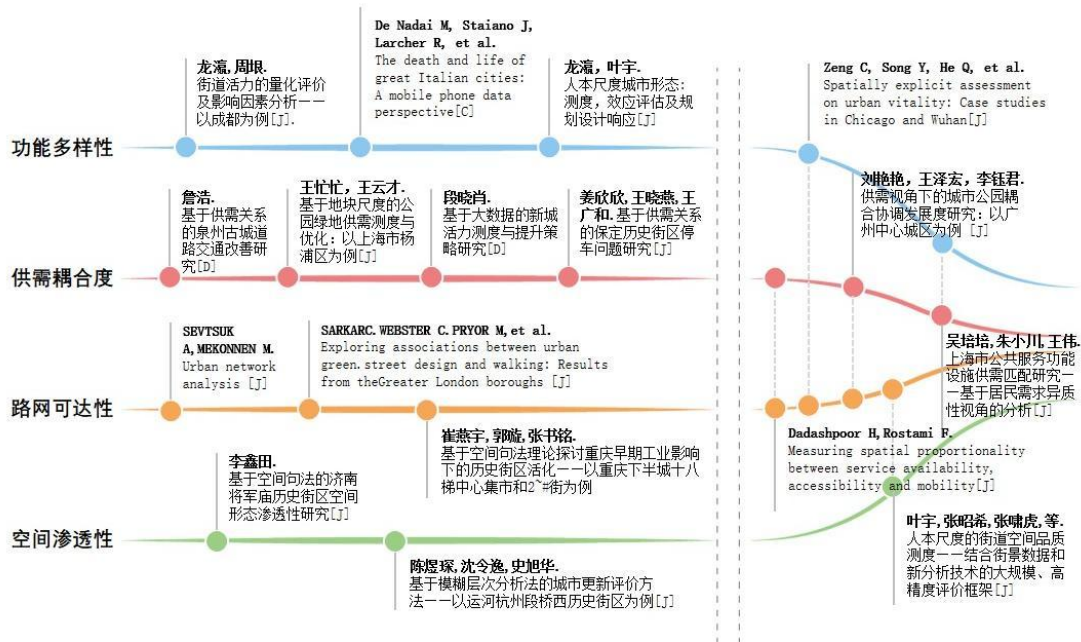 De Nadai M, Staiano J,
Larcher R, et al.
The death and life of
great Italian cities:
A mobile phone data
perspective[C]
龙瀛,周垠.
街道活力的量化评价
及影响因素分析——
以成都为例[J].
龙瀛,叶宇.
人本尺度城市形态:
测度,效应评估及规
划设计响应[J]
Zeng C, Song Y, He Q, et al.
Spatially explicit assessment
on urban vitality: Case studies
in Chicago and Wuhan[J]
功能多样性
詹浩.
基于供需关系
的泉州古城道
路交通改善研
究[D]
王忙忙,王云才.
基于地块尺度的公
园绿地供需测度与
优化:以上海市杨
浦区为例[J]
段晓肖.
基于大数据的新城
活力测度与提升策
略研究[D]
姜欣欣,王晓燕,王
广和.基于供需关系
的保定历史街区停
车问题研究[J]
刘艳艳,王泽宏,李钰君.
供需视角下的城市公园耦
合协调发展度研究:以广
州中心城区为例 [J]
供需耦合度
SEVTSUK
A,MEKONNEN M.
Urban network
analysis [J]
SARKARC.WEBSTER C.PRYOR M,et al.
Exploring associations between urban
green.street design and walking: Results
from theGreater London boroughs [J]
吴培培,朱小川,王伟.
上海市公共服务功能
设施供需匹配研究—
—基于居民需求异质
性视角的分析[J]
路网可达性
崔燕宇,郭璇,张书铭.
基于空间句法理论探讨重庆早期工业影响
下的历史街区活化——以重庆下半城十八
梯中心集市和2~#街为例
Dadashpoor H,Rostami F.
Measuring spatial proportionality
between service availability,
accessibility and mobility[J]
李鑫田.
基于空间句法的济南
将军庙历史街区空间
形态渗透性研究[J]
空间渗透性
陈煜琛,沈令逸,史旭华.
基于模糊层次分析法的城市更新评价方
法——以运河杭州段桥西历史街区为例[J]
叶宇,张昭希,张啸虎,等.
人本尺度的街道空间品质
测度——结合街景数据和
新分析技术的大规模、高
精度评价框架[J]